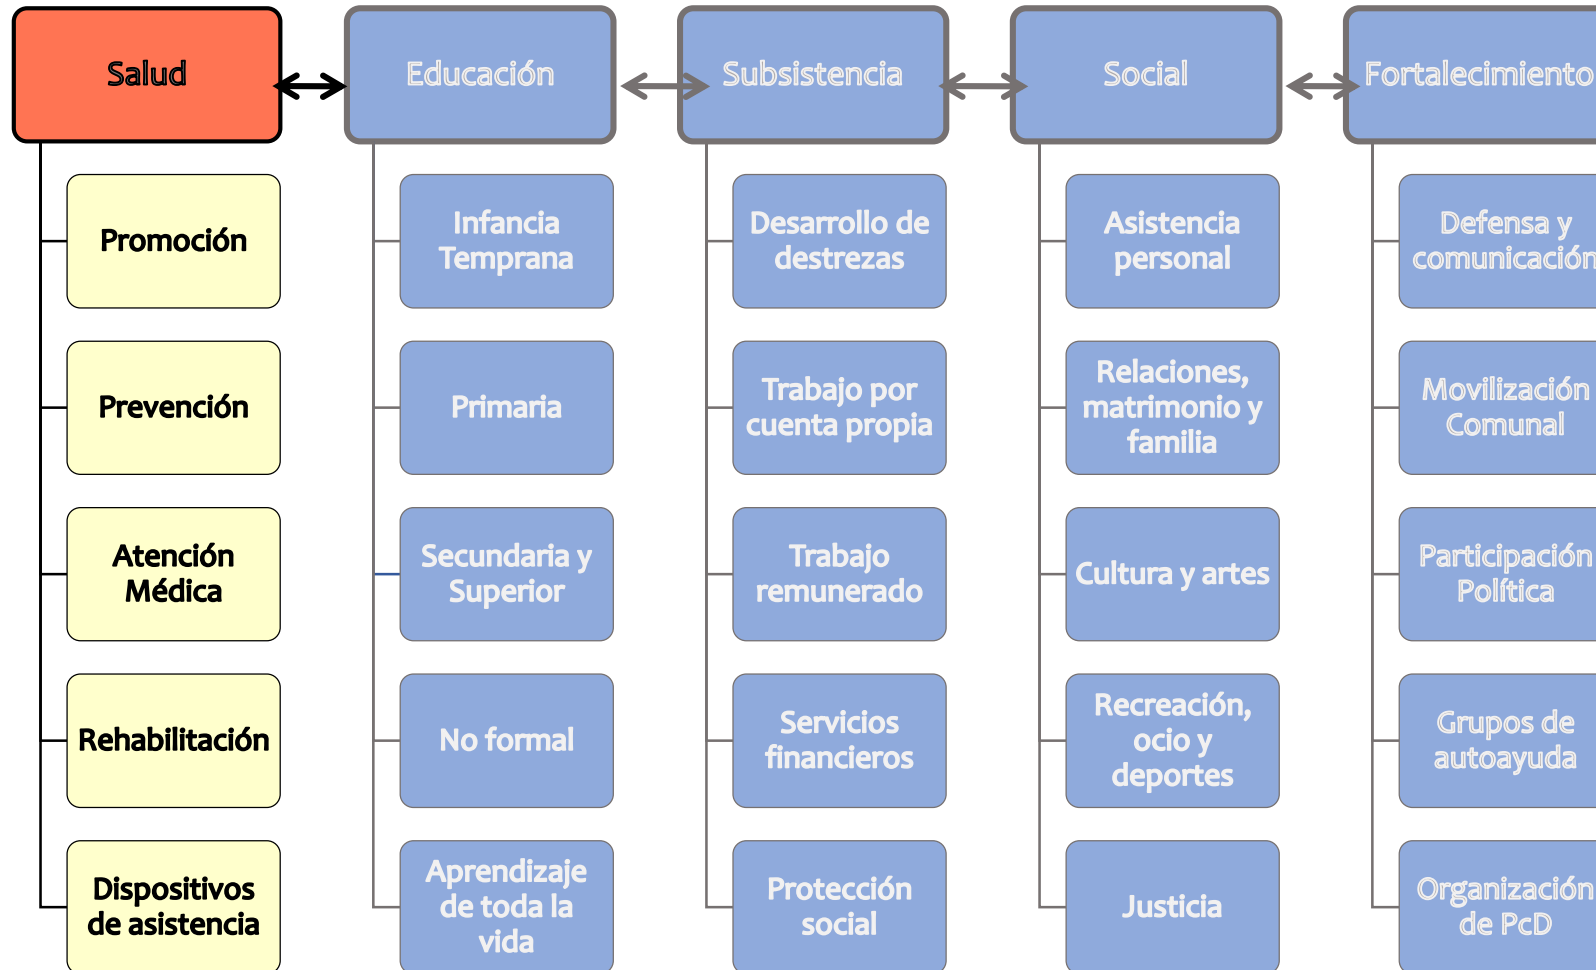 Salud
Educación
Subsistencia
Social
Fortalecimiento
Promoción
Prevención
Atención
Médica
Rehabilitación
Dispositivos
de asistencia
Infancia
Temprana
Primaria
Secundaria y
Superior
No formal
Aprendizaje
de toda la
vida
Desarrollo de
destrezas
Trabajo por
cuenta propia
Trabajo
remunerado
Servicios
financieros
Protección
social
Asistencia
personal
Relaciones,
matrimonio y
familia
Cultura y artes
Recreación,
ocio y
deportes
Justicia
Defensa y
comunicación
Movilización
Comunal
Participación
Política
Grupos de
autoayuda
Organización
de PcD